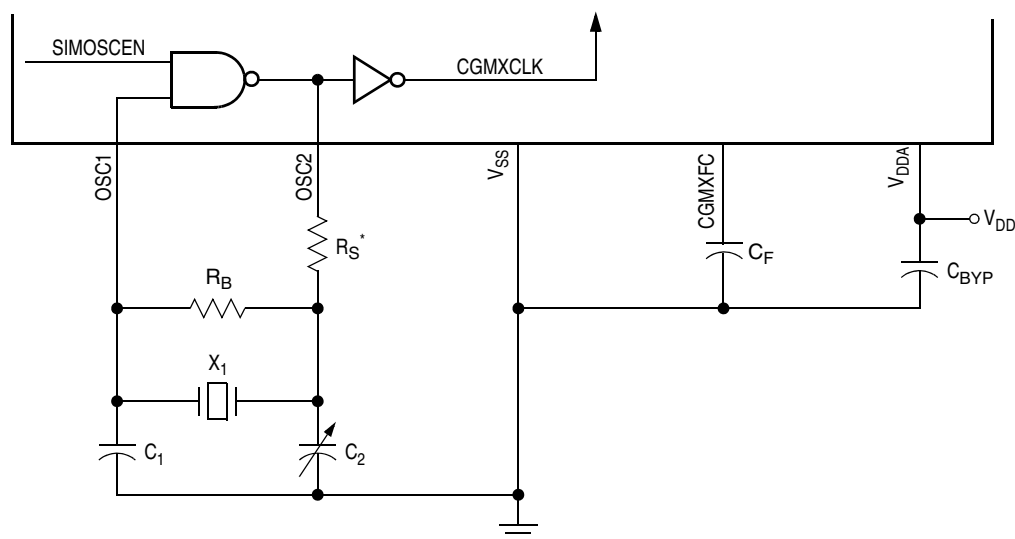 SIMOSCEN
CGMXCLK
OSC1
OSC2
VSS
CGMXFC
VDDA
VDD
RS*
CF
CBYP
RB
X1
C1
C2